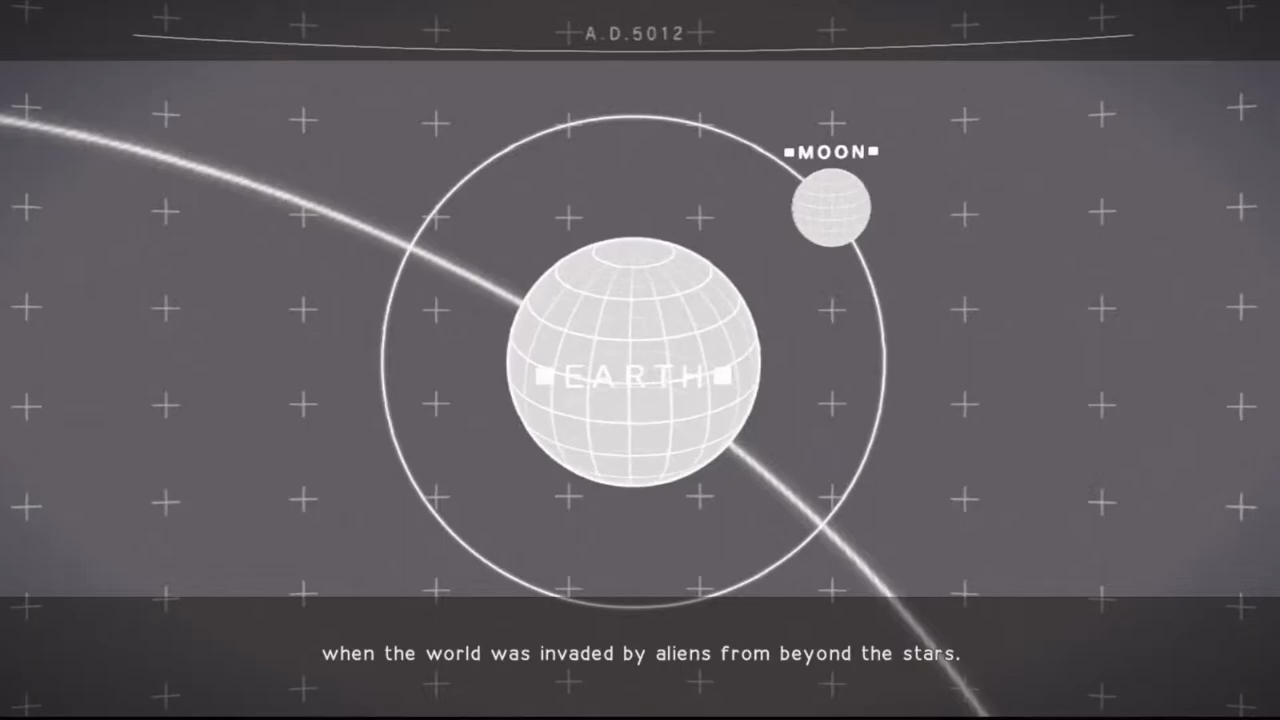 A.D.5012
MOON
EARTH
when the world was invaded by aliens from beyond the stars.